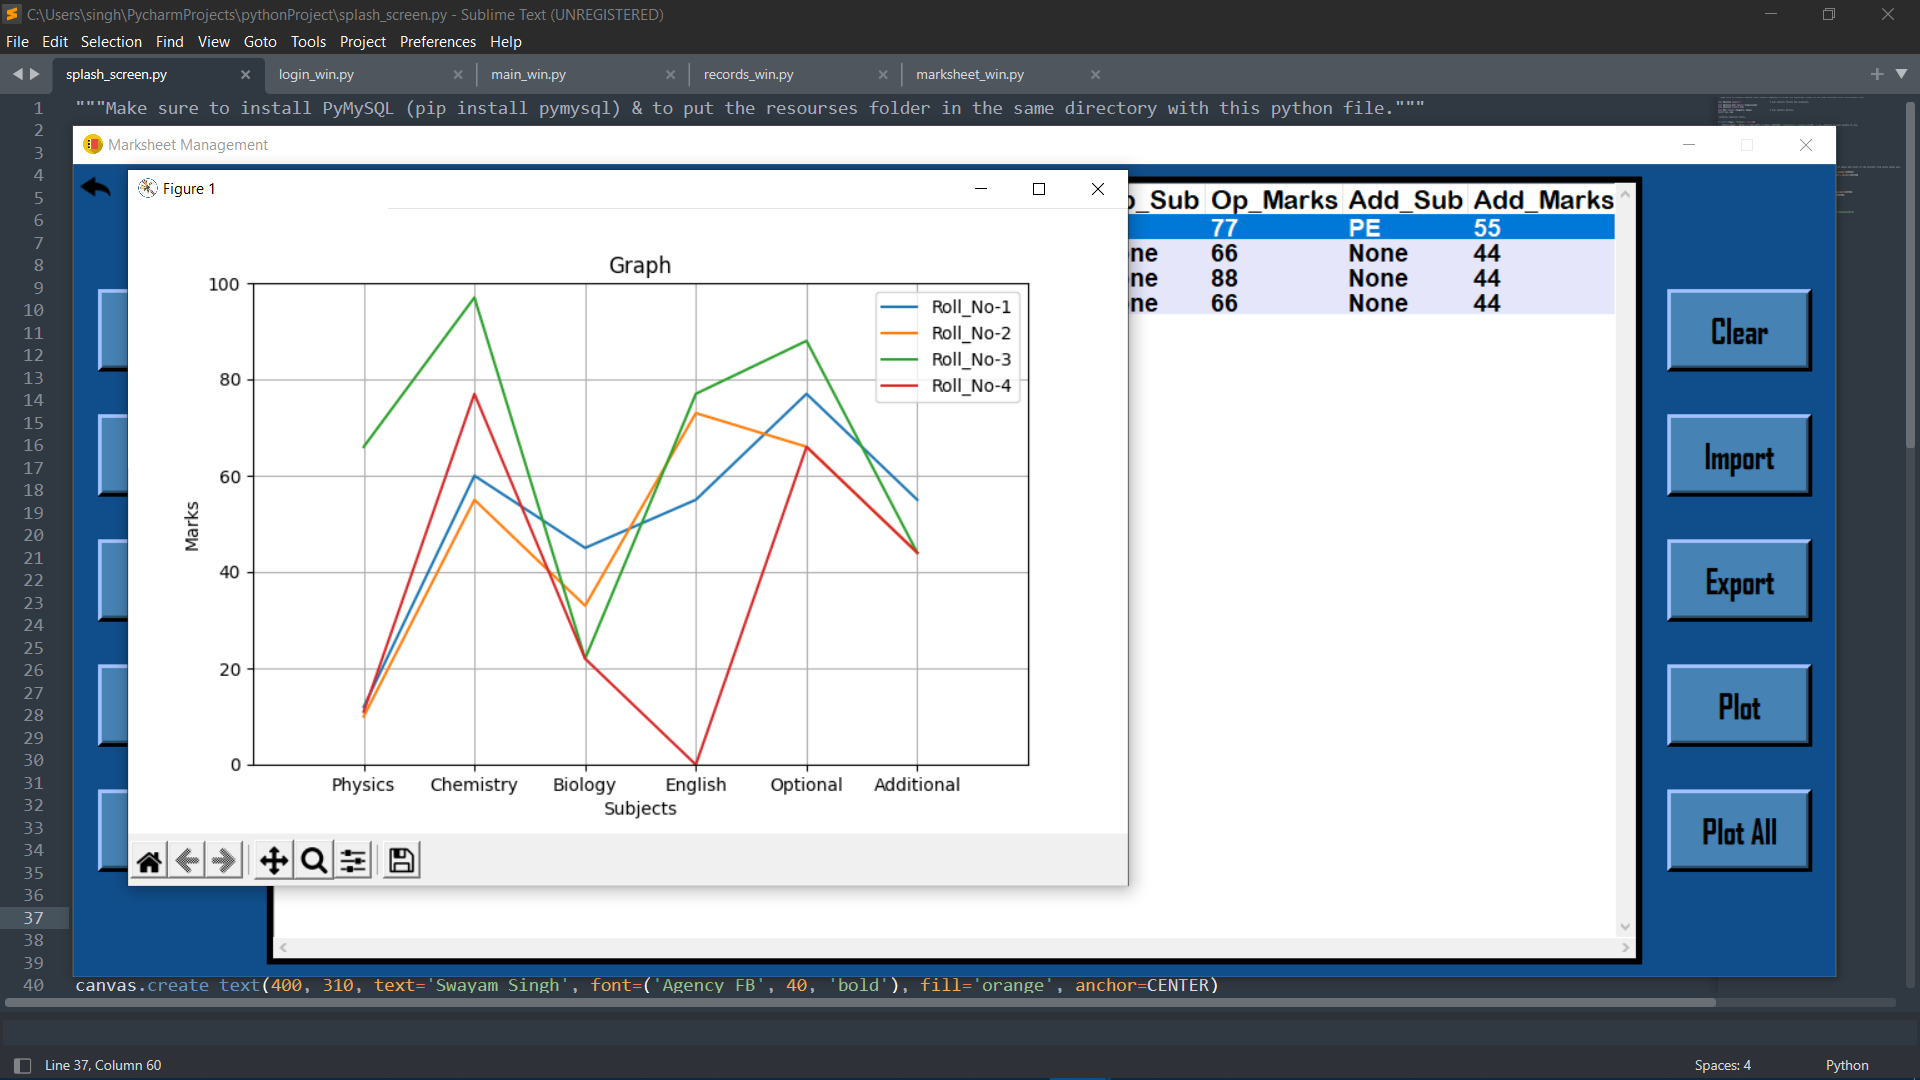 C:\Users\singh\PycharmProjects\pythonProject\splash_screen.py - Sublime Text (UNREGISTERED)
File Edit Selection Find View Goto Tools Project Preferences Help
splash_screen.py login_win.py main_win.py records_win.py marksheet_win.py
1 """Make sure to install PyMySQL (pip install pymysql) & to put the resourses folder in the same directory with this python file."""
2
Marksheet Management
3
4
Figure 1
5
_Sub Op_Marks Add_Sub Add_Marks
6
77 PE 55
7
ne 66 None 44
8
ne 88 None 44
9
ne 66 None 44
10
11
12
13
14
15
16
17
18
19
20
21
22
23
24
25
26
27
28
29
30
31
32
33
34
35
36
37
38
39
Graph
100
80
60
40
20
0
Marks
Roll_No-1
Roll_No-2
Roll_No-3
Roll_No-4
Physics Chemistry Biology English Optional Additional
Subjects
Clear
Import
Export
Plot
Plot All
40 canvas.create_text(400, 310, text='Swayam Singh', font=('Agency FB', 40, 'bold'), fill='orange', anchor=CENTER)
Line 37, Column 60
Spaces: 4
Python